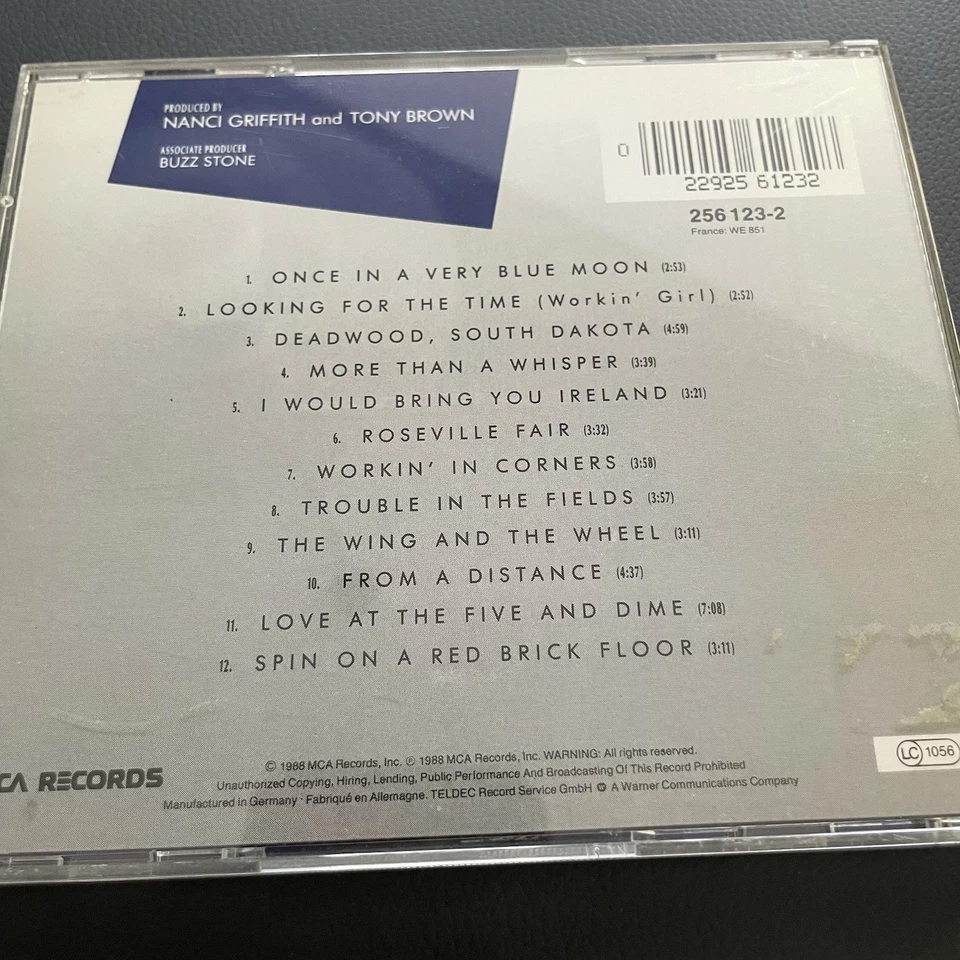 PRODUCED BY
NANCI GRIFFITH and TONY BROWN
ASSOCIATE PRODUCER
BUZZ STONE
0
22925 61232
256 123-2
France: WE 851
1. ONCE IN A VERY BLUE MOON (2:53)
2. LOOKING FOR THE TIME (Workin' Girl) (2:52)
3. DEADWOOD, SOUTH DAKOTA (4:59)
4. MORE THAN A WHISPER (3:39)
5. I WOULD BRING YOU IRELAND (3:21)
6. ROSEVILLE FAIR (3:32)
7. WORKIN' IN CORNERS (3:58)
8. TROUBLE IN THE FIELDS (3:57)
9. THE WING AND THE WHEEL (3:11)
10. FROM A DISTANCE (4:37)
11. LOVE AT THE FIVE AND DIME (7:08)
12. SPIN ON A RED BRICK FLOOR (3:11)
LC 1056
CA RECORDS
© 1988 MCA Records, Inc. ℗ 1988 MCA Records, Inc. WARNING: All rights reserved.
Unauthorized Copying, Hiring, Lending, Public Performance And Broadcasting Of This Record Prohibited
Manufactured in Germany · Fabriqué en Allemagne. TELDEC Record Service GmbH A Warner Communications Company